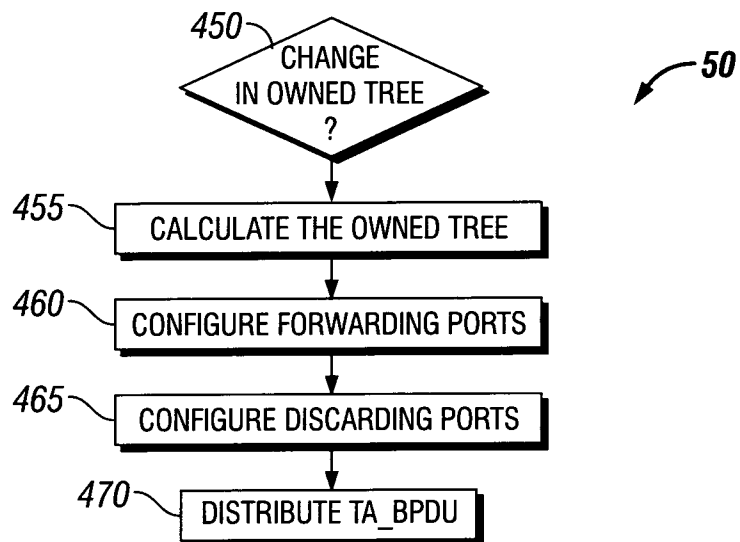 450
CHANGE
IN OWNED TREE
?
50
455
CALCULATE THE OWNED TREE
460
CONFIGURE FORWARDING PORTS
465
CONFIGURE DISCARDING PORTS
470
DISTRIBUTE TA_BPDU